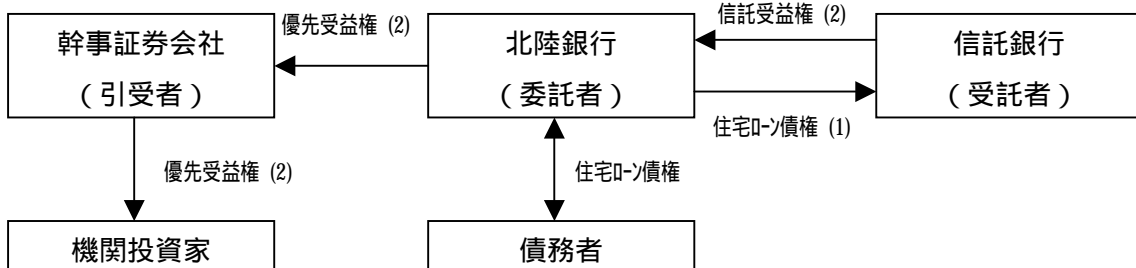 優先受益権 (2)
信託受益権 (2)
幹事証券会社
(引受者)
北陸銀行
(委託者)
信託銀行
(受託者)
住宅ﾛｰﾝ債権 (1)
優先受益権 (2)
住宅ﾛｰﾝ債権
機関投資家
債務者